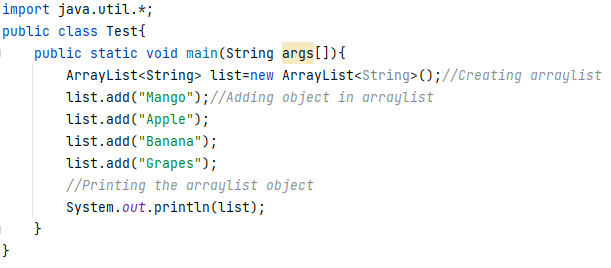 import java.util.*;
public class Test{
    public static void main(String args[]){
        ArrayList<String> list=new ArrayList<String>();//Creating arraylist
        list.add("Mango");//Adding object in arraylist
        list.add("Apple");
        list.add("Banana");
        list.add("Grapes");
        //Printing the arraylist object
        System.out.println(list);
    }
}